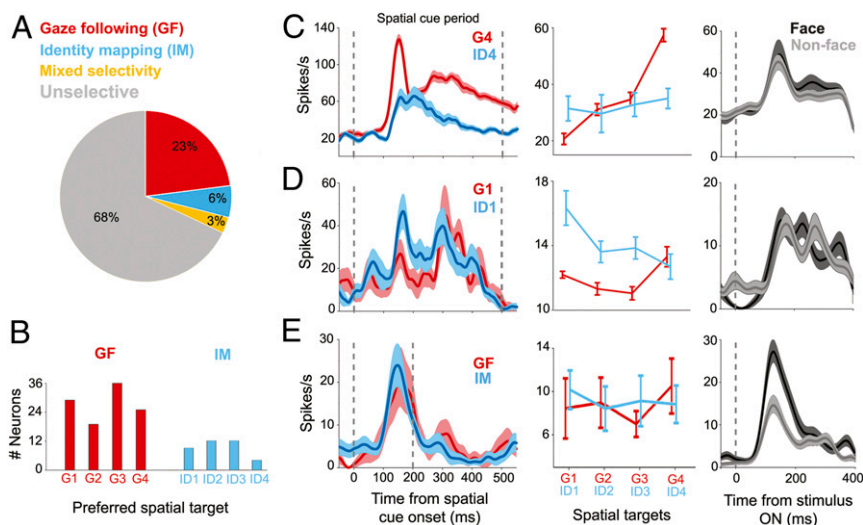 A
Gaze following (GF)
Identity mapping (IM)
Mixed selectivity
Unselective
23%
6%
3%
68%
B
GF
IM
# Neurons
36
24
12
0
G1
G2
G3
G4
ID1
ID2
ID3
ID4
Preferred spatial target
C
Spatial cue period
G4
ID4
Spikes/s
140
100
60
20
60
40
20
Face
Non-face
60
40
20
0
D
G1
ID1
Spikes/s
60
40
20
0
18
14
11
20
10
0
E
GF
IM
Spikes/s
30
20
10
0
0
100
200
300
400
500
Time from spatial
cue onset (ms)
14
10
6
G1
G2
G3
G4
ID1
ID2
ID3
ID4
Spatial targets
30
20
10
0
0
200
400
Time from stimulus
ON (ms)